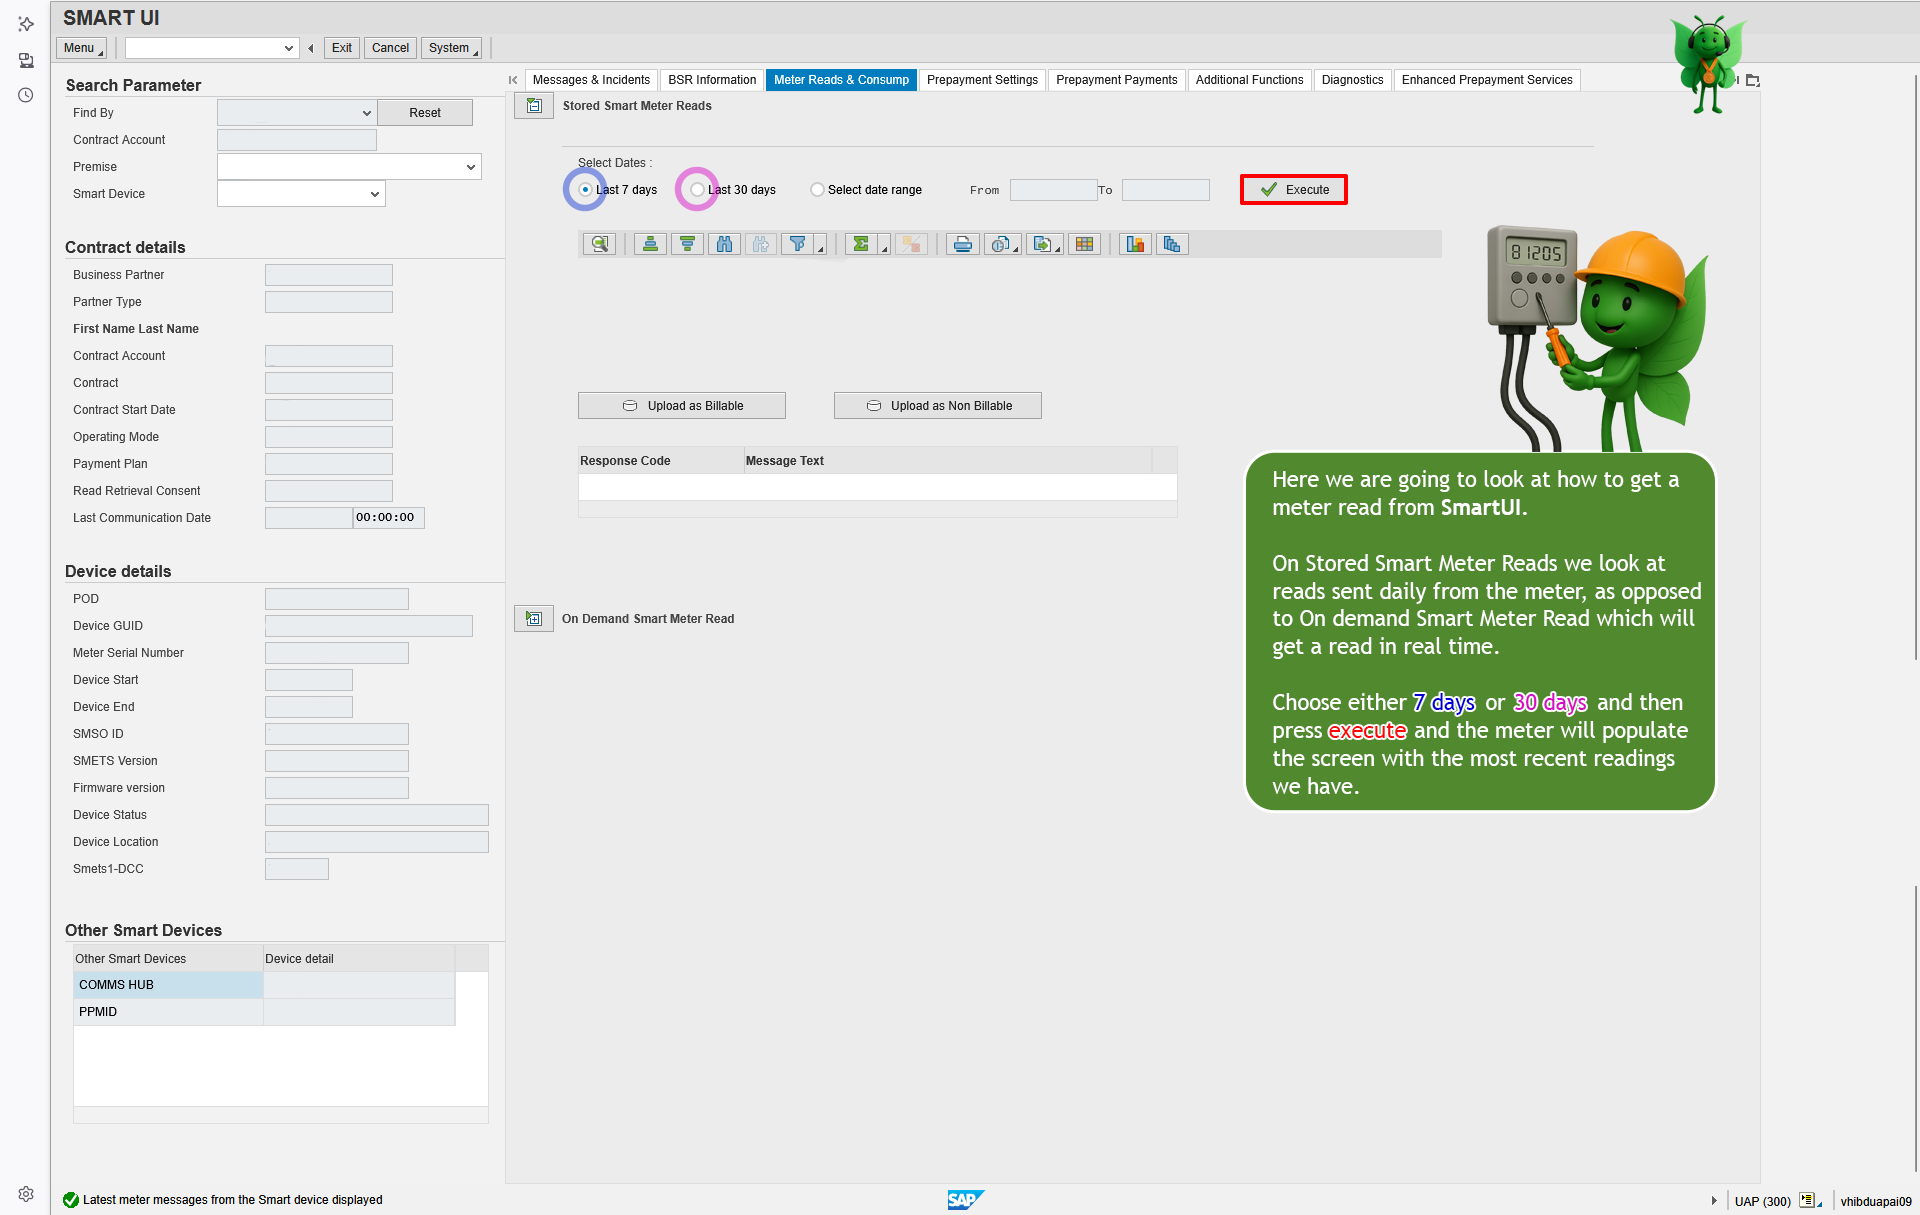 SMART UI
Menu
Exit
Cancel
System
Search Parameter
Find By
Reset
Contract Account
Premise
Smart Device
Contract details
Business Partner
Partner Type
First Name Last Name
Contract Account
Contract
Contract Start Date
Operating Mode
Payment Plan
Read Retrieval Consent
Last Communication Date
00:00:00
Device details
POD
Device GUID
Meter Serial Number
Device Start
Device End
SMSO ID
SMETS Version
Firmware version
Device Status
Device Location
Smets1-DCC
Other Smart Devices
Other Smart Devices Device detail
COMMS HUB
PPMID
Messages & Incidents
BSR Information
Meter Reads & Consump
Prepayment Settings
Prepayment Payments
Additional Functions
Diagnostics
Enhanced Prepayment Services
Stored Smart Meter Reads
Select Dates :
Last 7 days
Last 30 days
Select date range
From
To
Execute
81205
Upload as Billable
Upload as Non Billable
Response Code Message Text
On Demand Smart Meter Read
Here we are going to look at how to get a
meter read from SmartUI.
On Stored Smart Meter Reads we look at
reads sent daily from the meter, as opposed
to On demand Smart Meter Read which will
get a read in real time.
Choose either 7 days or 30 days and then
press execute and the meter will populate
the screen with the most recent readings
we have.
Latest meter messages from the Smart device displayed
SAP
UAP (300)
vhibduapai09